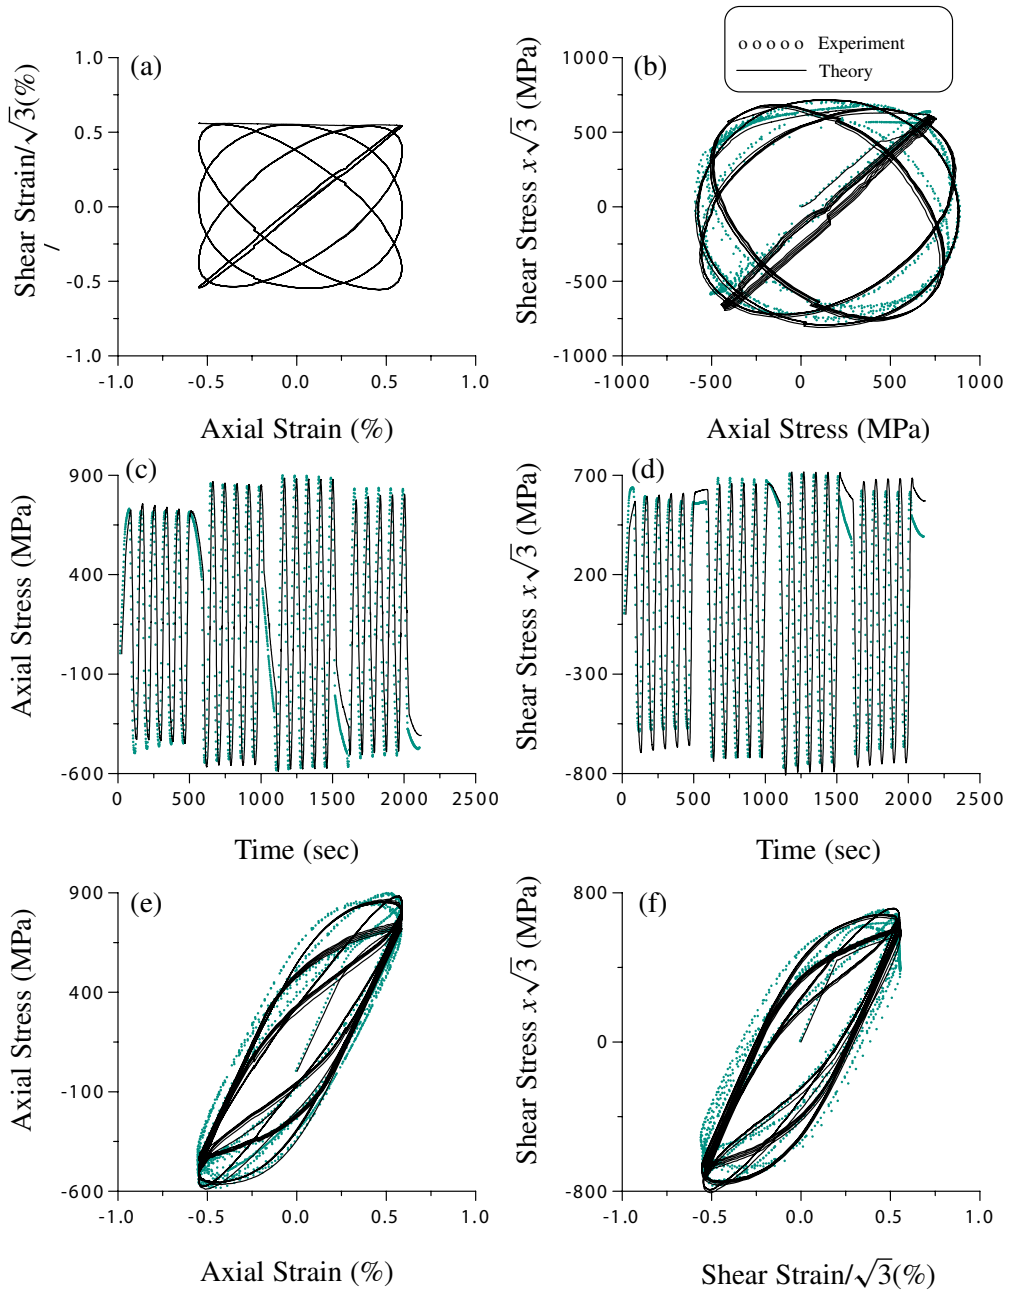 o o o o o Experiment
Theory
(a)
Shear Strain/√3(%)
/
1.0
0.5
0.0
-0.5
-1.0
-1.0 -0.5 0.0 0.5 1.0
Axial Strain (%)
(b)
Shear Stress x√3 (MPa)
1000
500
0
-500
-1000
-1000 -500 0 500 1000
Axial Stress (MPa)
(c)
Axial Stress (MPa)
900
400
-100
-600
0 500 1000 1500 2000 2500
Time (sec)
(d)
Shear Stress x√3 (MPa)
700
200
-300
-800
0 500 1000 1500 2000 2500
Time (sec)
(e)
Axial Stress (MPa)
900
400
-100
-600
-1.0 -0.5 0.0 0.5 1.0
Axial Strain (%)
(f)
Shear Stress x√3 (MPa)
800
400
0
-400
-800
-1.0 -0.5 0.0 0.5 1.0
Shear Strain/√3(%)